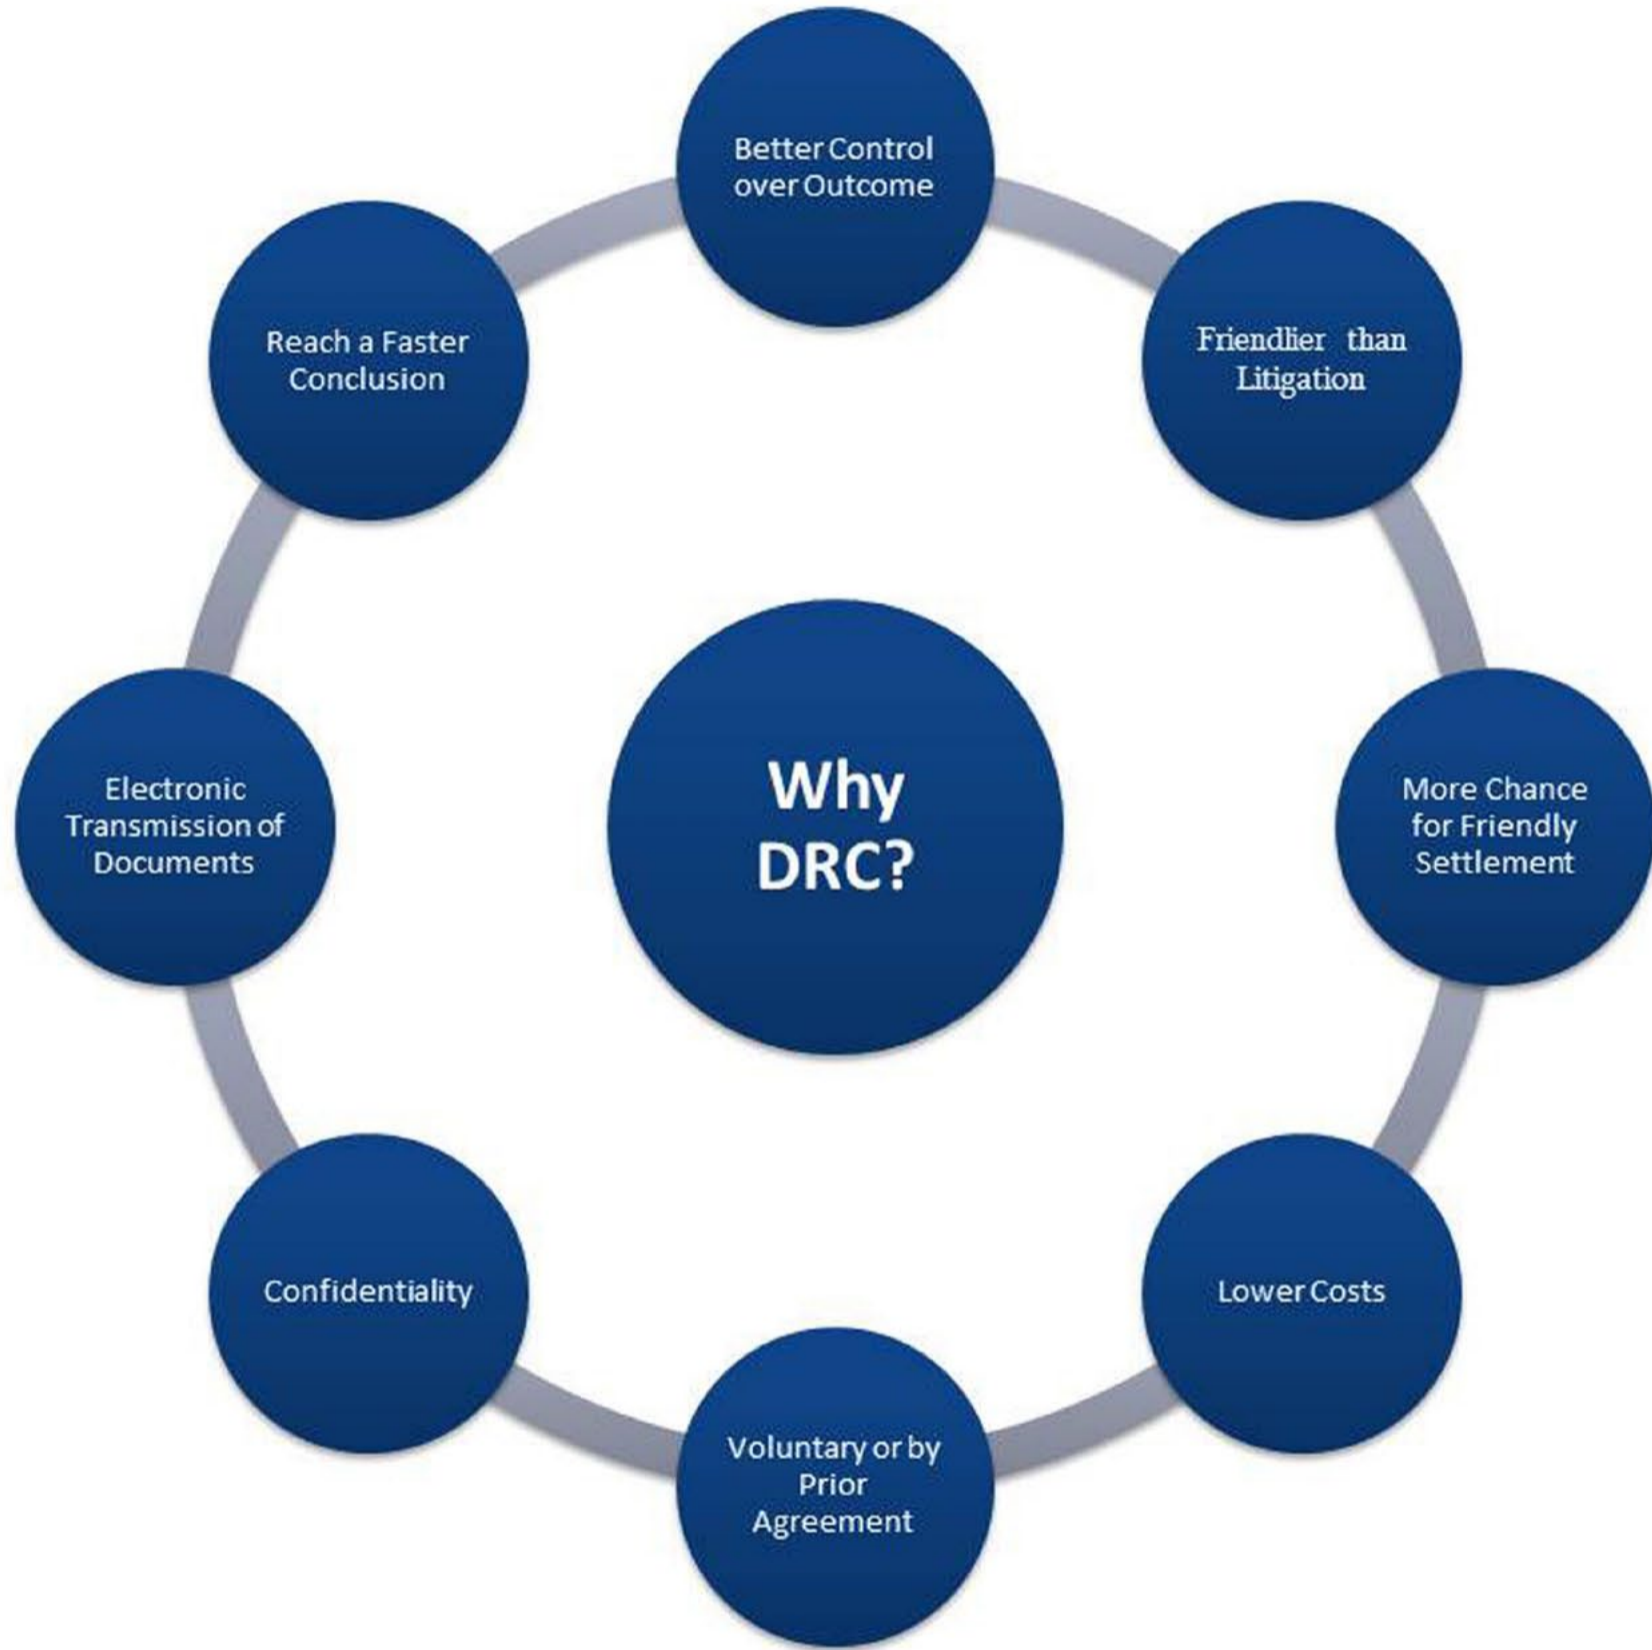 Better Control
over Outcome
Friendlier than
Litigation
More Chance
for Friendly
Settlement
Lower Costs
Voluntary or by
Prior
Agreement
Confidentiality
Electronic
Transmission of
Documents
Reach a Faster
Conclusion
Why
DRC?